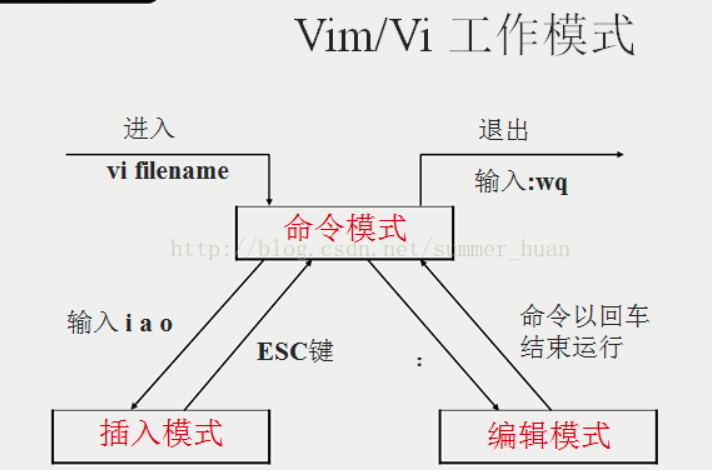 Vim/Vi 工作模式
进入
退出
vi filename
输入:wq
命令模式
http://blog.csdn.net/summer_huan
输入 i a o
命令以回车
结束运行
ESC键
:
插入模式
编辑模式